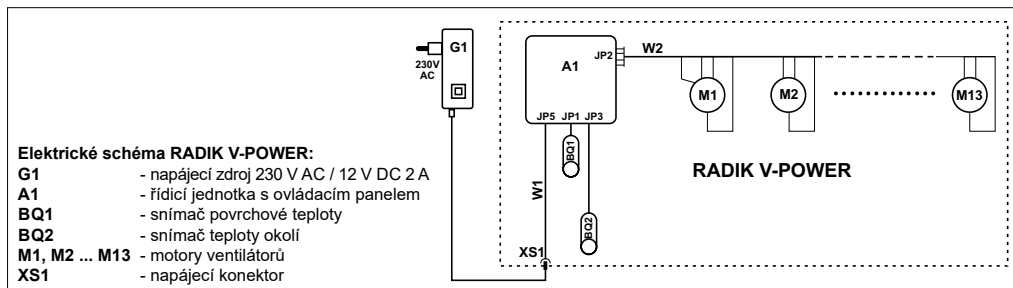 G1
230V
AC
A1
JP2
W2
JP5 JP1 JP3
M1
M2
M13
BQ1
BQ2
W1
XS1
RADIK V-POWER
Elektrické schéma RADIK V-POWER:
G1 - napájecí zdroj 230 V AC / 12 V DC 2 A
A1 - řídicí jednotka s ovládacím panelem
BQ1 - snímač povrchové teploty
BQ2 - snímač teploty okolí
M1, M2 ... M13 - motory ventilátorů
XS1 - napájecí konektor